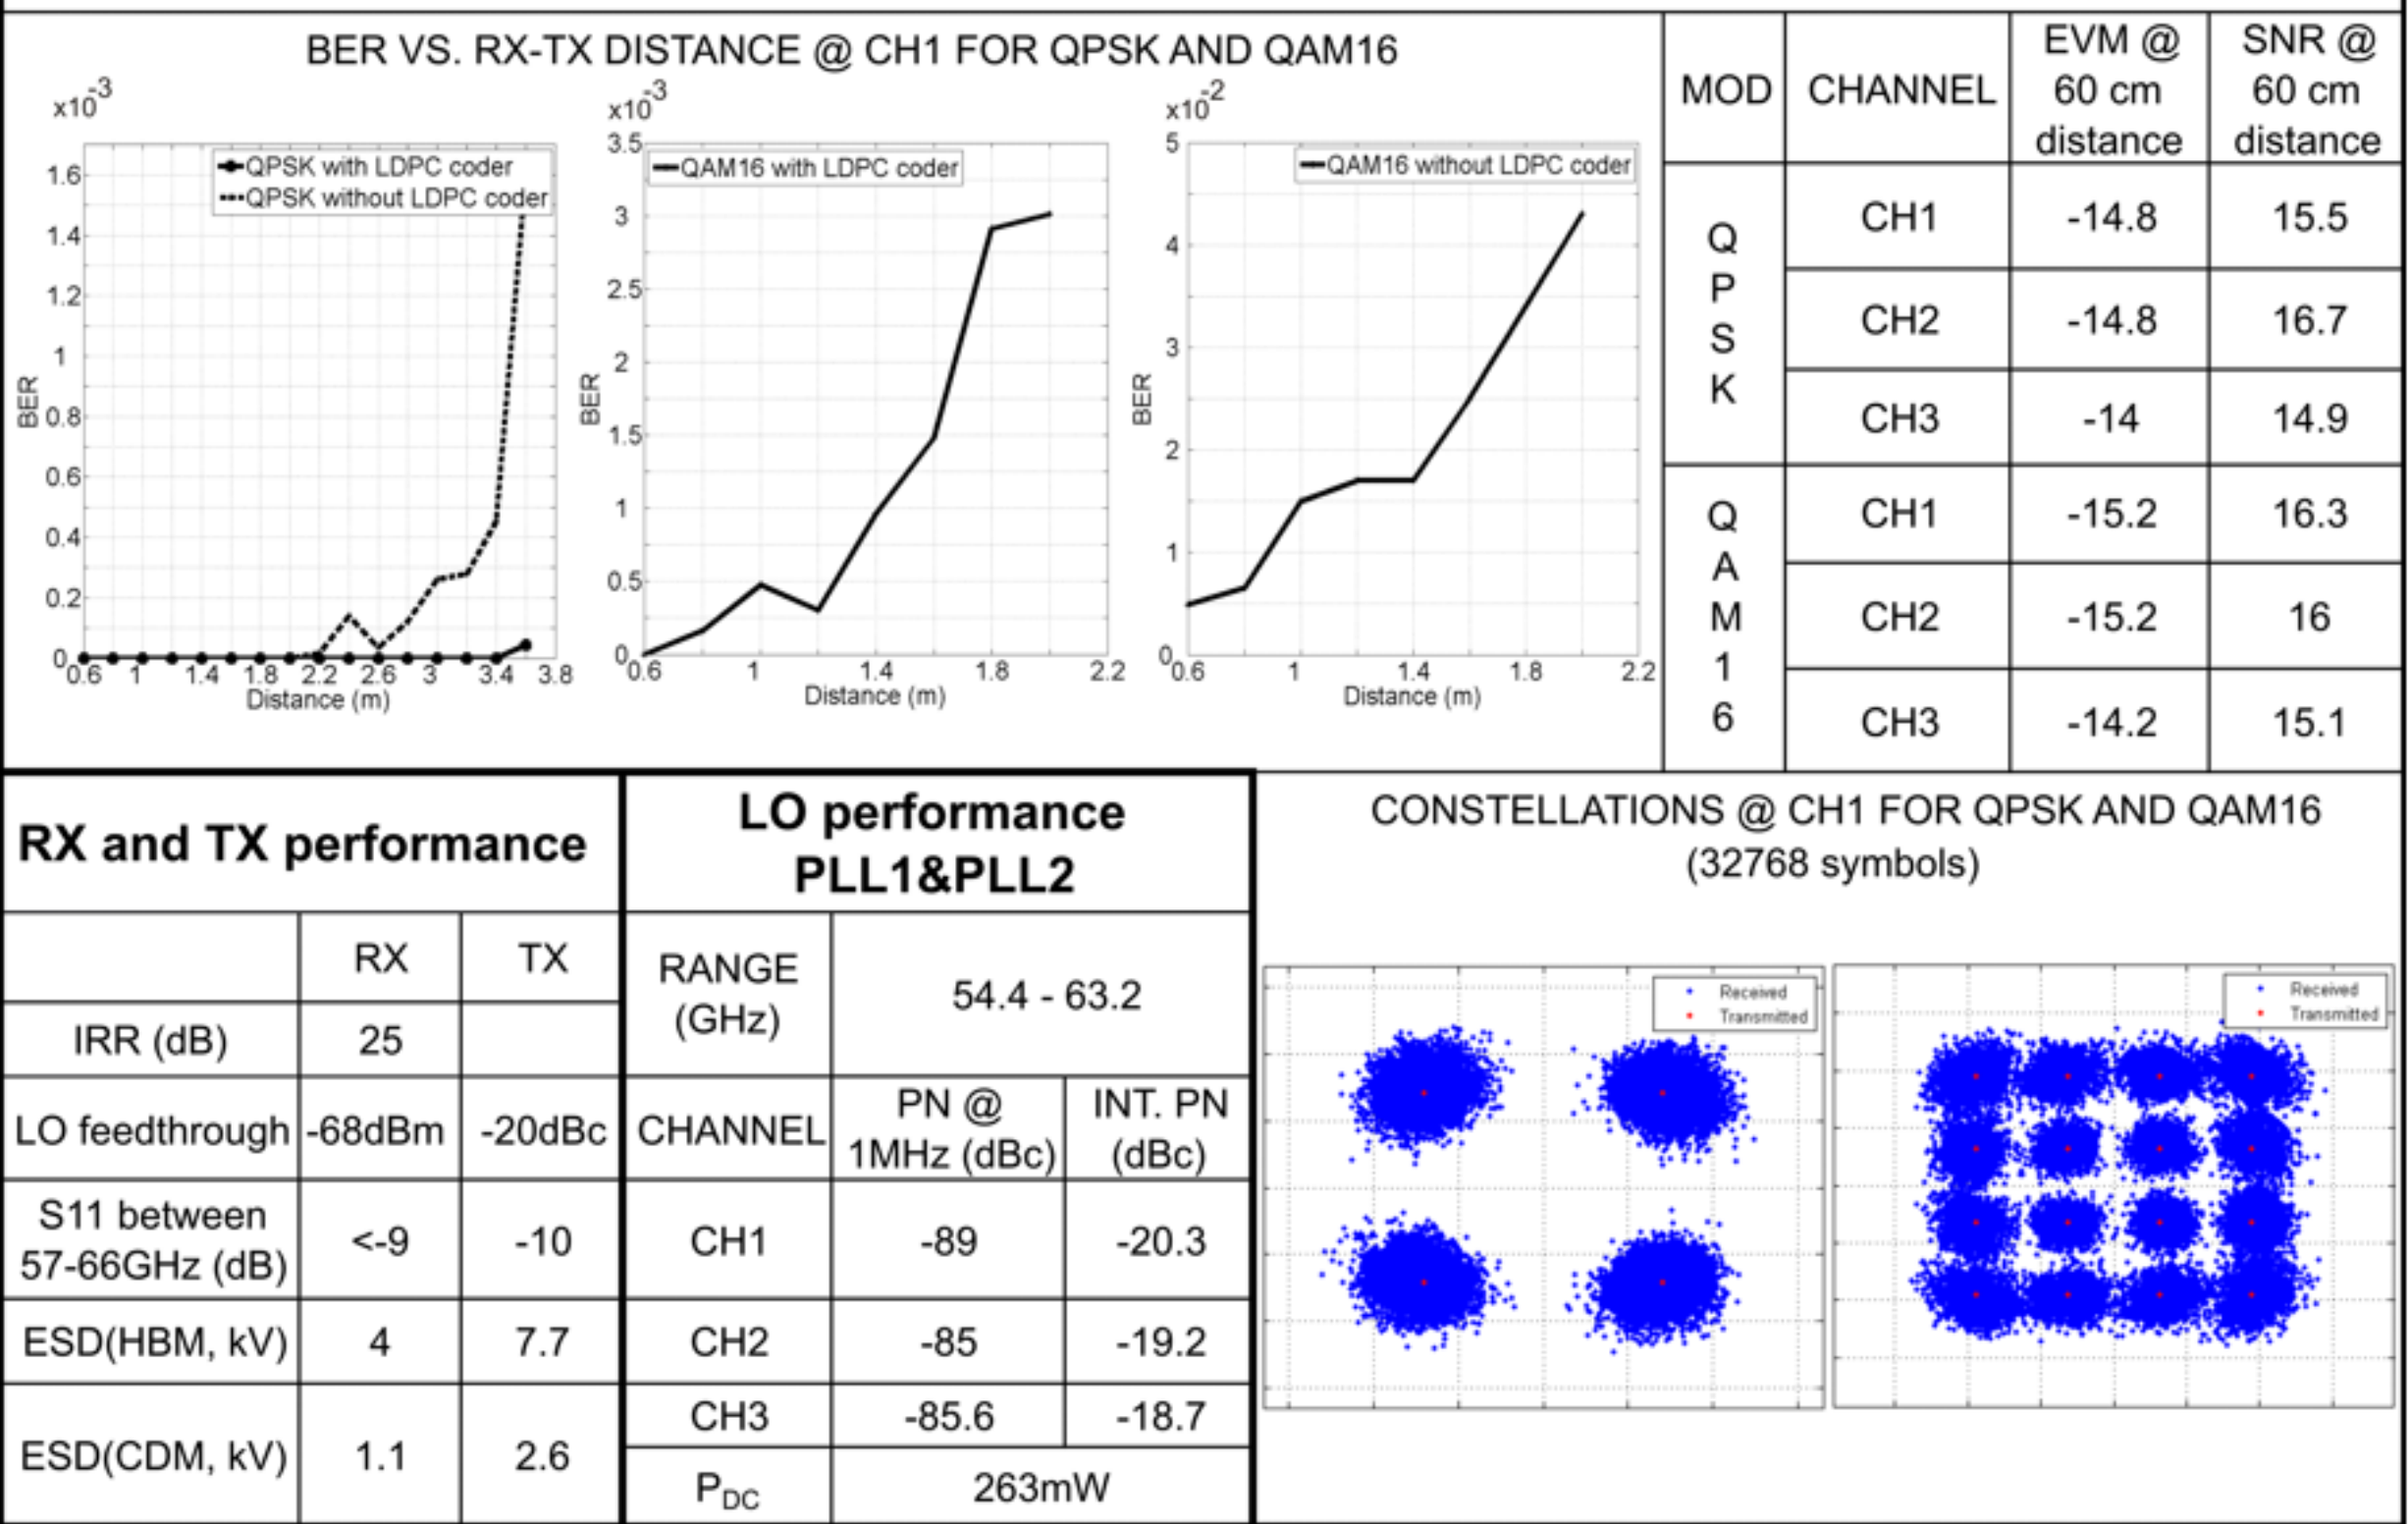 BER VS. RX-TX DISTANCE @ CH1 FOR QPSK AND QAM16
x10-3
QPSK with LDPC coder
QPSK without LDPC coder
1.6
1.4
1.2
1
0.8
0.6
0.4
0.2
0
BER
0.6 1 1.4 1.8 2.2 2.6 3 3.4 3.8
Distance (m)
x10-3
QAM16 with LDPC coder
3.5
3
2.5
2
1.5
1
0.5
0
BER
0.6 1 1.4 1.8 2.2
Distance (m)
x10-2
QAM16 without LDPC coder
5
4
3
2
1
0
BER
0.6 1 1.4 1.8 2.2
Distance (m)
MOD CHANNEL EVM @ 60 cm distance SNR @ 60 cm distance
QPSK
CH1 -14.8 15.5
CH2 -14.8 16.7
CH3 -14 14.9
QAM16
CH1 -15.2 16.3
CH2 -15.2 16
CH3 -14.2 15.1
RX and TX performance
RX TX
IRR (dB) 25
LO feedthrough -68dBm -20dBc
S11 between 57-66GHz (dB) <-9 -10
ESD(HBM, kV) 4 7.7
ESD(CDM, kV) 1.1 2.6
LO performance
PLL1&PLL2
RANGE (GHz) 54.4 - 63.2
CHANNEL PN @ 1MHz (dBc) INT. PN (dBc)
CH1 -89 -20.3
CH2 -85 -19.2
CH3 -85.6 -18.7
PDC 263mW
CONSTELLATIONS @ CH1 FOR QPSK AND QAM16
(32768 symbols)
Received
Transmitted
Received
Transmitted